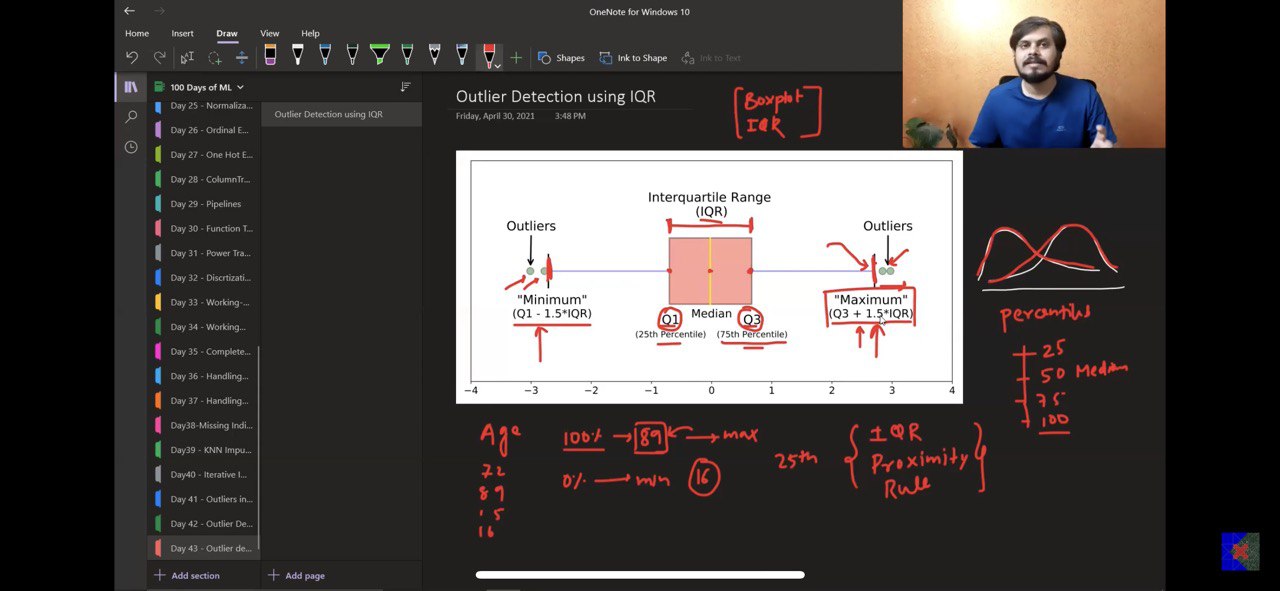 OneNote for Windows 10
Home Insert Draw View Help
Shapes Ink to Shape Ink to Text
100 Days of ML
Day 25 - Normaliza...
Day 26 - Ordinal E...
Day 27 - One Hot E...
Day 28 - ColumnTr...
Day 29 - Pipelines
Day 30 - Function T...
Day 31 - Power Tra...
Day 32 - Discrtizati...
Day 33 - Working-...
Day 34 - Working...
Day 35 - Complete...
Day 36 - Handling...
Day 37 - Handling...
Day38-Missing Indi...
Day39 - KNN Impu...
Day40 - Iterative I...
Day 41 - Outliers in...
Day 42 - Outlier De...
Day 43 - Outlier de...
Add section
Outlier Detection using IQR
Add page
Outlier Detection using IQR
Friday, April 30, 2021 3:48 PM
Boxplot
IQR
Interquartile Range
(IQR)
Outliers
Outliers
"Minimum"
(Q1 - 1.5*IQR)
Q1
(25th Percentile)
Median
Q3
(75th Percentile)
"Maximum"
(Q3 + 1.5*IQR)
−4 −3 −2 −1 0 1 2 3 4
percentiles
25
50 Median
75
100
Age
72
89
15
16
100% → 89 → max
0% → min 16
25th
IQR
Proximity
Rule